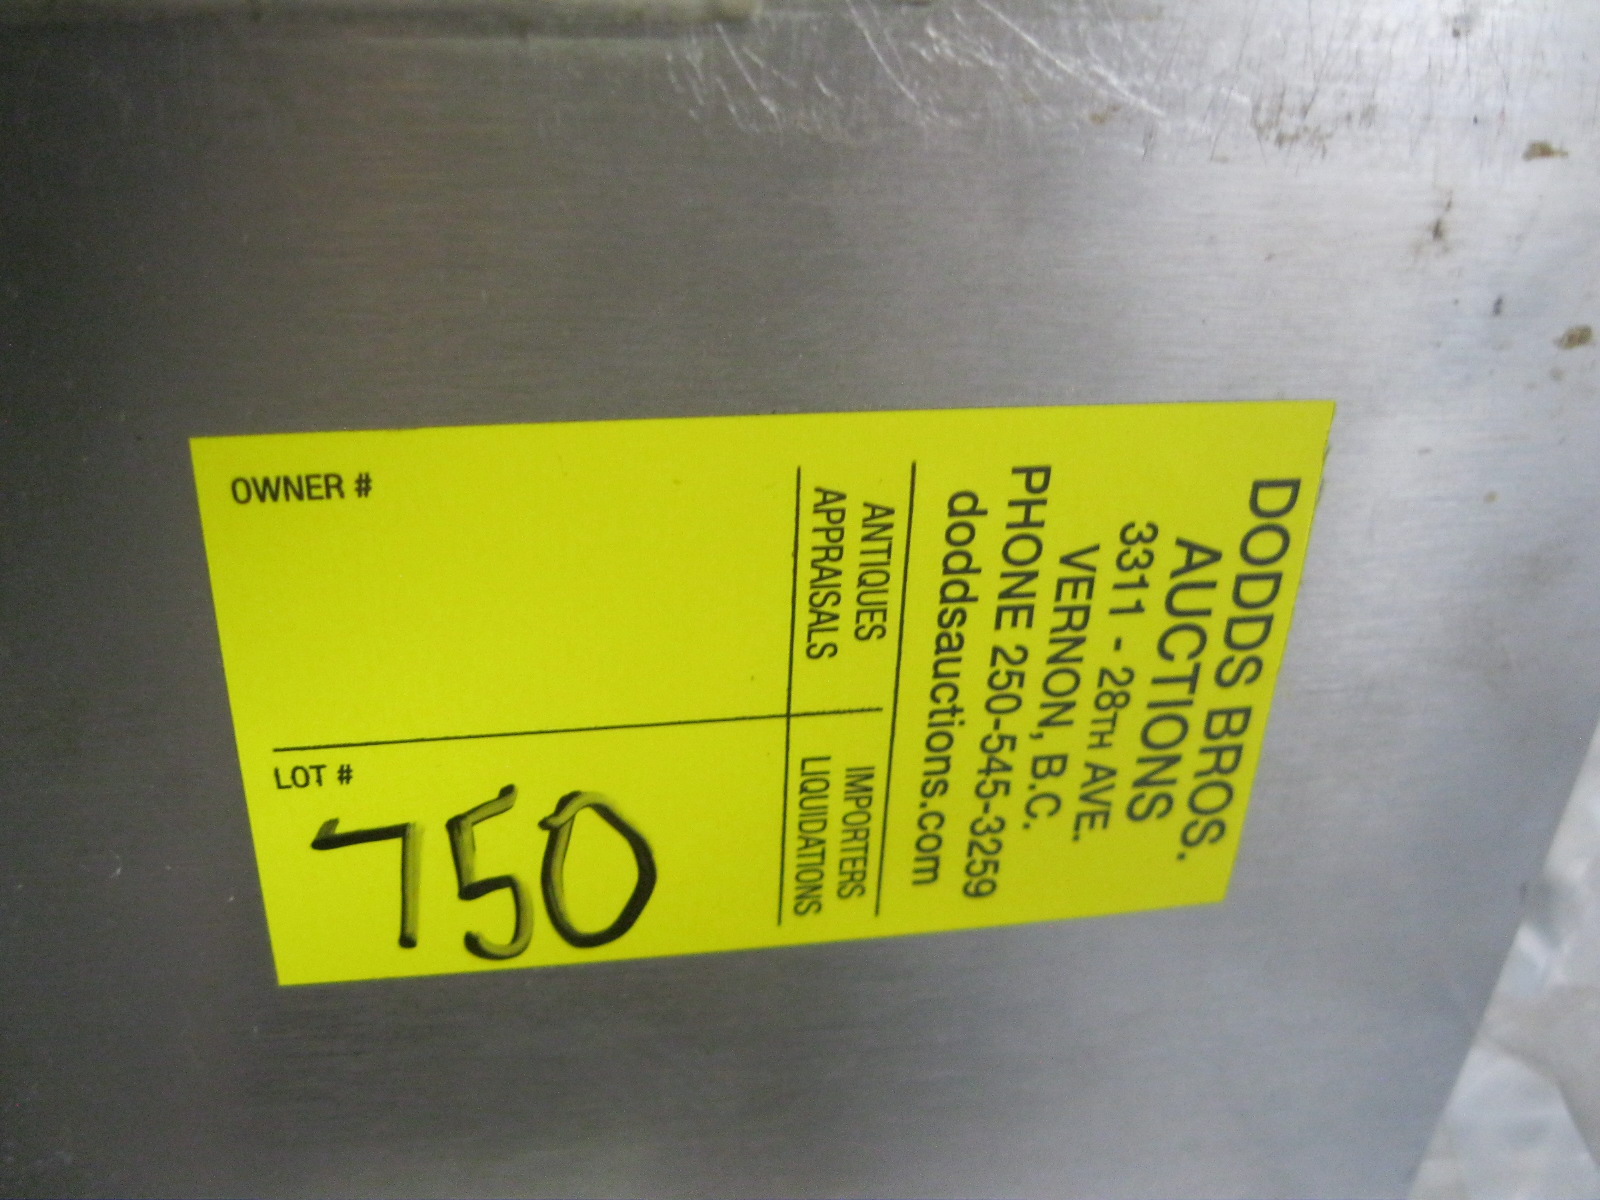 DODDS BROS.
AUCTIONS
3311 - 28TH AVE.
VERNON, B.C.
PHONE 250-545-3259
doddsauctions.com
ANTIQUES
APPRAISALS
IMPORTERS
LIQUIDATIONS
OWNER #
LOT #
750